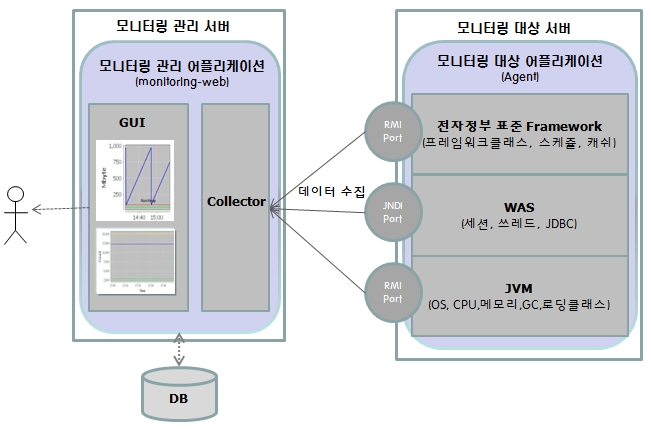 모니터링 관리 서버
모니터링 관리 어플리케이션
(monitoring-web)
GUI
Mbyte
1,000
750
500
250
14:40 15:00
Collector
데이터 수집
DB
모니터링 대상 서버
모니터링 대상 어플리케이션
(Agent)
RMI
Port
전자정부 표준 Framework
(프레임워크클래스, 스케쥴, 캐쉬)
JNDI
Port
WAS
(세션, 쓰레드, JDBC)
RMI
Port
JVM
(OS, CPU,메모리,GC,로딩클래스)